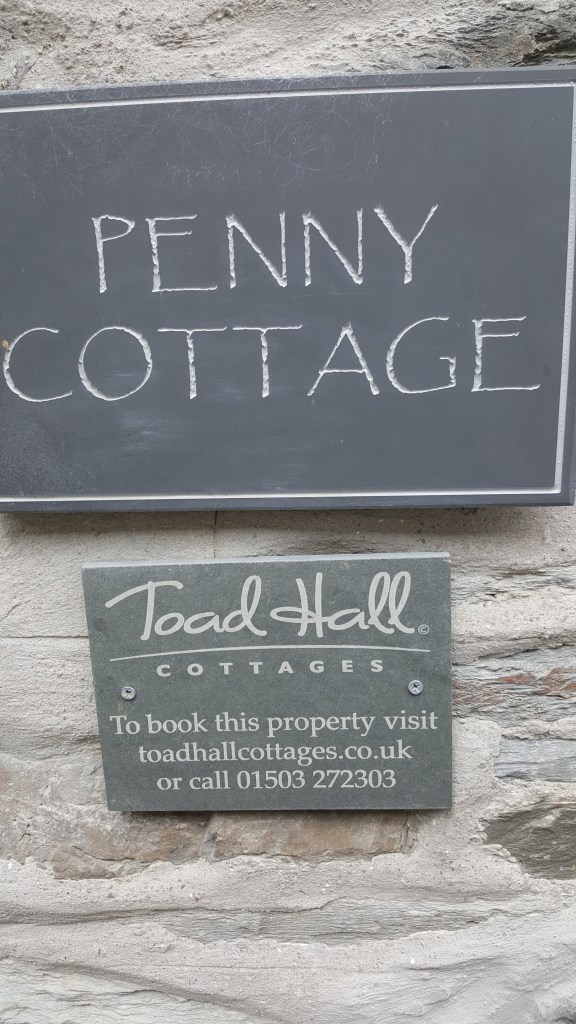 PENNY
COTTAGE
Toad Hall ©
COTTAGES
To book this property visit
toadhallcottages.co.uk
or call 01503 272303